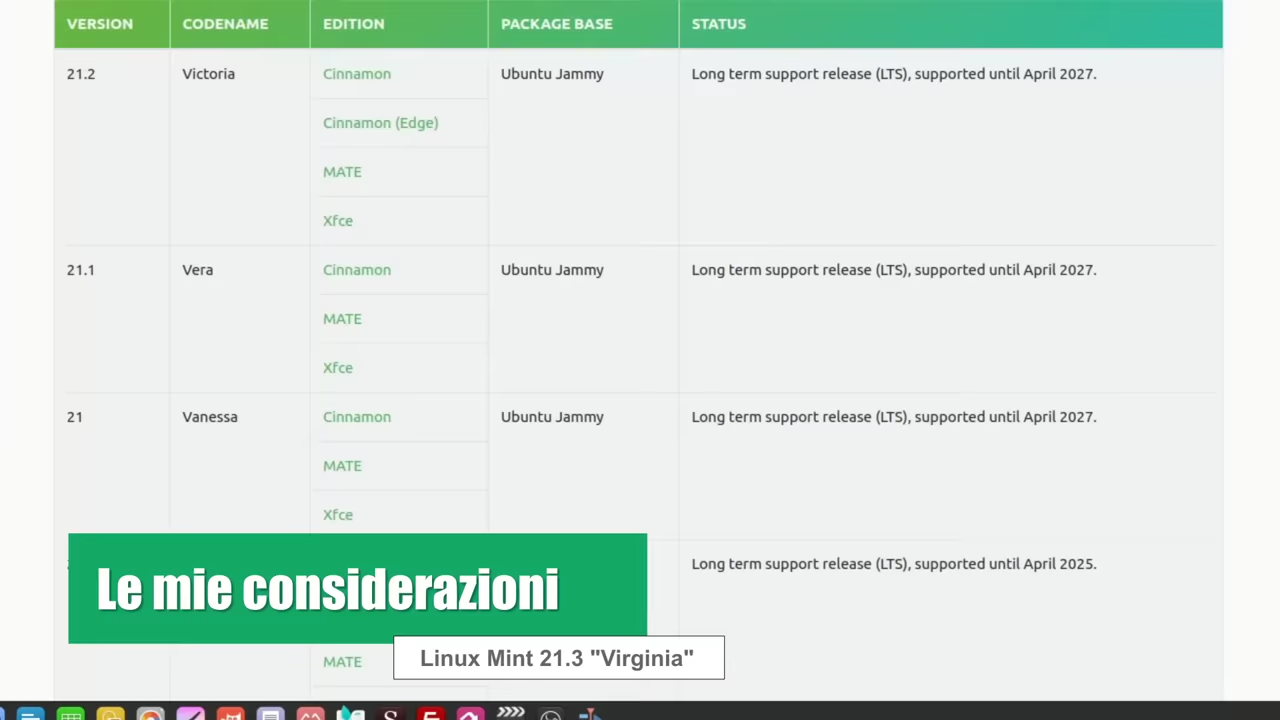 VERSION CODENAME EDITION PACKAGE BASE STATUS
21.2 Victoria Cinnamon Ubuntu Jammy Long term support release (LTS), supported until April 2027.
Cinnamon (Edge)
MATE
Xfce
21.1 Vera Cinnamon Ubuntu Jammy Long term support release (LTS), supported until April 2027.
MATE
Xfce
21 Vanessa Cinnamon Ubuntu Jammy Long term support release (LTS), supported until April 2027.
MATE
Xfce
Long term support release (LTS), supported until April 2025.
Le mie considerazioni
MATE
Linux Mint 21.3 "Virginia"